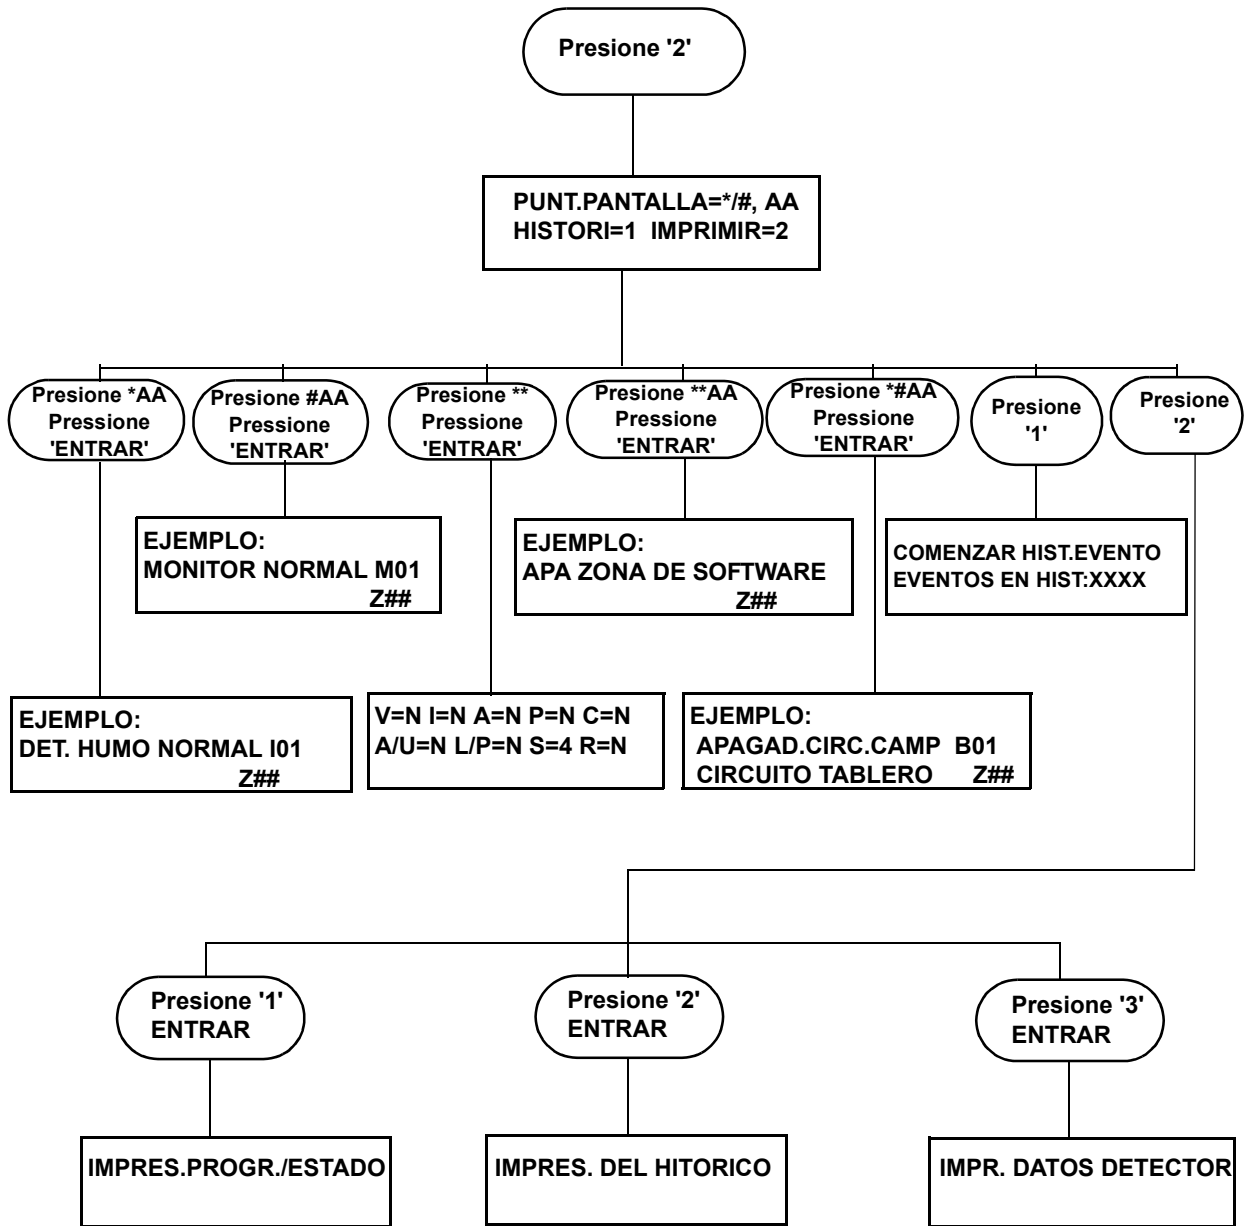 Presione '2'
PUNT.PANTALLA=*/#, AA
HISTORI=1 IMPRIMIR=2
Presione *AA
Pressione
'ENTRAR'
Presione #AA
Pressione
'ENTRAR'
Presione **
Pressione
'ENTRAR'
Presione **AA
Pressione
'ENTRAR'
Presione *#AA
Pressione
'ENTRAR'
Presione
'1'
Presione
'2'
EJEMPLO:
MONITOR NORMAL M01
Z##
EJEMPLO:
APA ZONA DE SOFTWARE
Z##
COMENZAR HIST.EVENTO
EVENTOS EN HIST:XXXX
EJEMPLO:
DET. HUMO NORMAL I01
Z##
V=N I=N A=N P=N C=N
A/U=N L/P=N S=4 R=N
EJEMPLO:
APAGAD.CIRC.CAMP B01
CIRCUITO TABLERO Z##
Presione '1'
ENTRAR
Presione '2'
ENTRAR
Presione '3'
ENTRAR
IMPRES.PROGR./ESTADO
IMPRES. DEL HITORICO
IMPR. DATOS DETECTOR